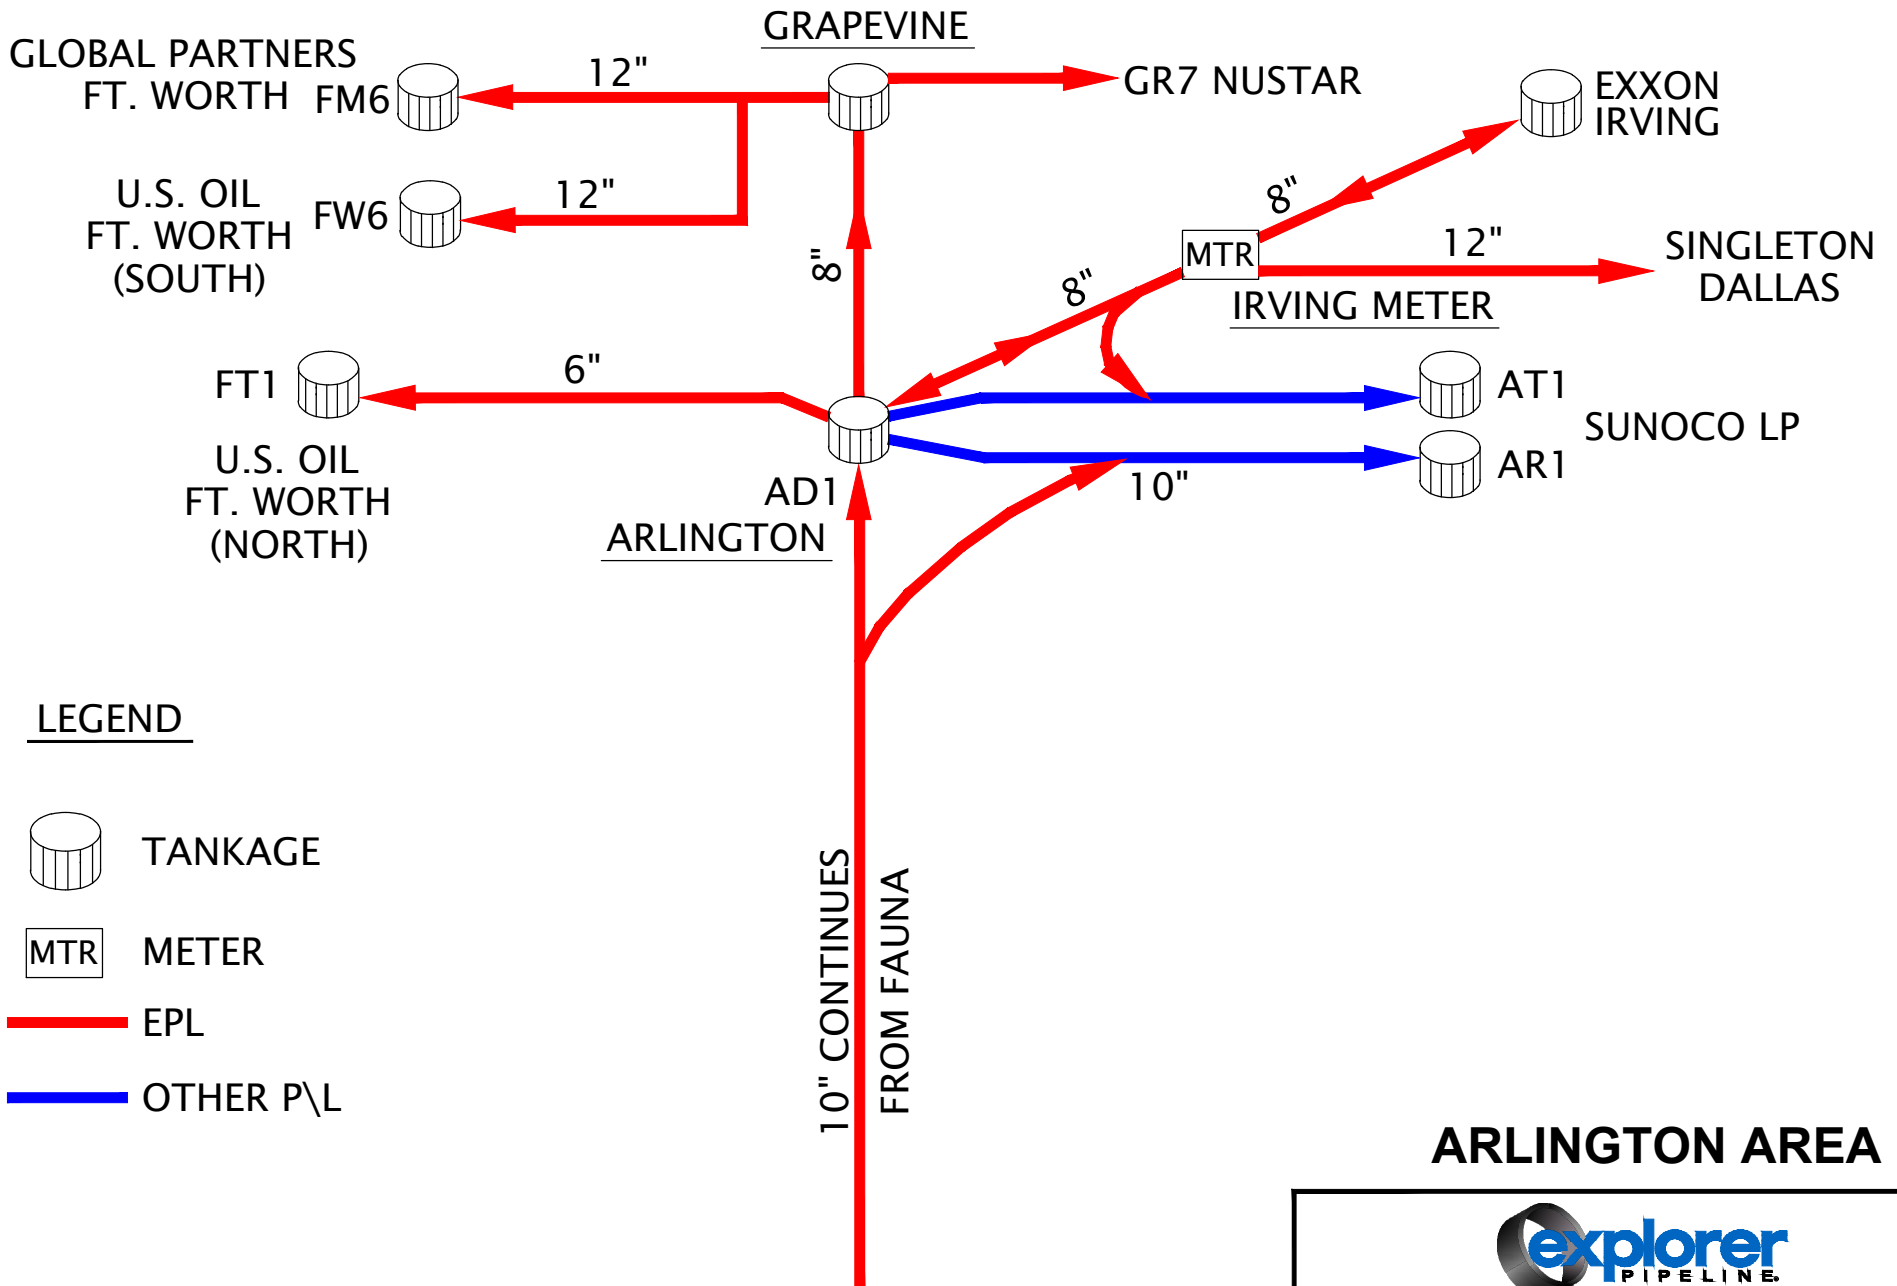 GRAPEVINE
GLOBAL PARTNERS
FT. WORTH
FM6
12"
GR7 NUSTAR
EXXON
IRVING
U.S. OIL
FT. WORTH
(SOUTH)
FW6
12"
8"
8"
MTR
12"
SINGLETON
DALLAS
8"
IRVING METER
FT1
6"
AT1
SUNOCO LP
AR1
10"
U.S. OIL
FT. WORTH
(NORTH)
AD1
ARLINGTON
LEGEND
TANKAGE
MTR METER
EPL
OTHER P\L
10" CONTINUES
FROM FAUNA
ARLINGTON AREA
explorer
PIPELINE